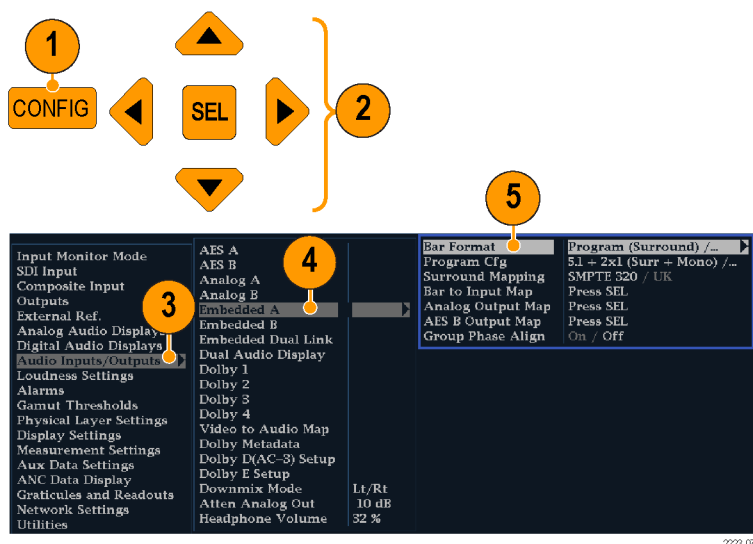 1
CONFIG
SEL
2
5
Input Monitor Mode
SDI Input
Composite Input
Outputs
External Ref.
3
Analog Audio Displays
Digital Audio Displays
Audio Inputs/Outputs
Loudness Settings
Alarms
Gamut Thresholds
Physical Layer Settings
Display Settings
Measurement Settings
Aux Data Settings
ANC Data Display
Graticules and Readouts
Network Settings
Utilities
AES A
AES B
4
Analog A
Analog B
Embedded A
Embedded B
Embedded Dual Link
Dual Audio Display
Dolby 1
Dolby 2
Dolby 3
Dolby 4
Video to Audio Map
Dolby Metadata
Dolby D(AC-3) Setup
Dolby E Setup
Downmix Mode Lt/Rt
Atten Analog Out 10 dB
Headphone Volume 32 %
Bar Format Program (Surround) /...
Program Cfg 5.1 + 2x1 (Surr + Mono) /...
Surround Mapping SMPTE 320 / UK
Bar to Input Map Press SEL
Analog Output Map Press SEL
AES B Output Map Press SEL
Group Phase Align On / Off